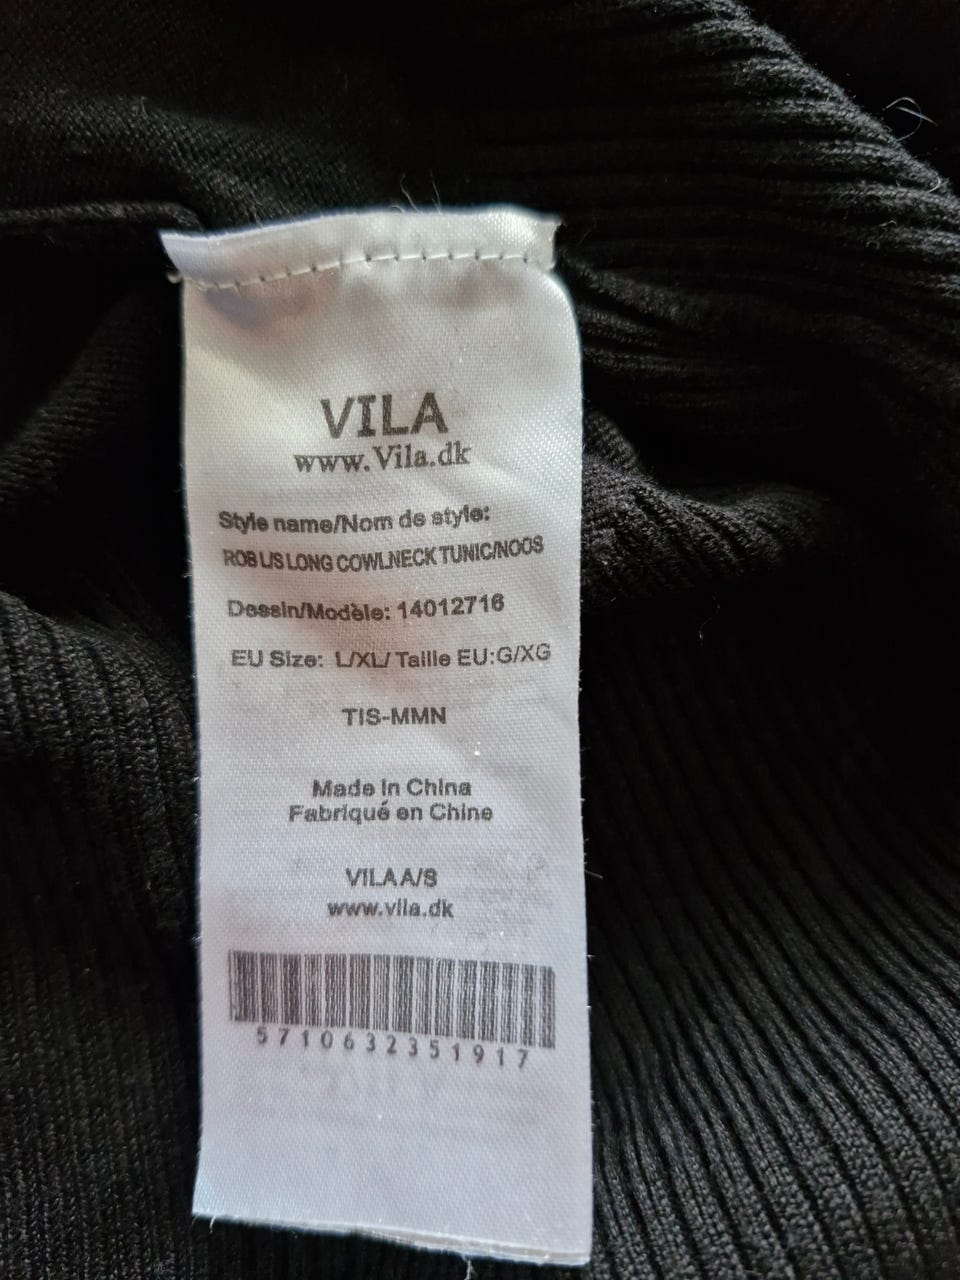 VILA
www.Vila.dk
Style name/Nom de style:
ROB LIS LONG COWLNECK TUNIC/NOOS
Dessin/Modèle: 14012716
EU Size: L/XL/ Taille EU:G/XG
TIS-MMN
Made in China
Fabriqué en Chine
VILA A/S
www.vila.dk
5710632351917